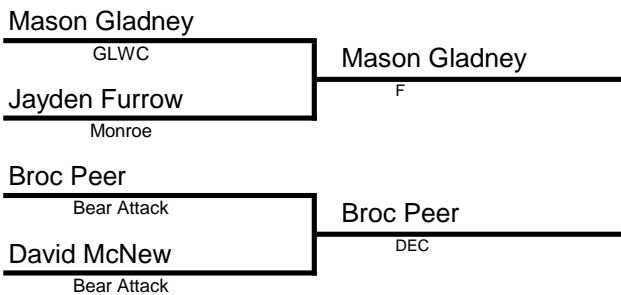 Mason Gladney
GLWC
Mason Gladney
F
Jayden Furrow
Monroe
Broc Peer
Bear Attack
Broc Peer
DEC
David McNew
Bear Attack